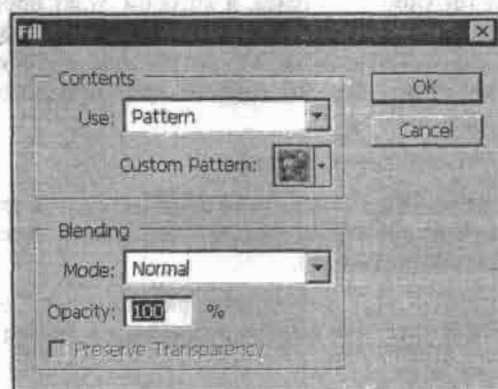 Fill
Contents
Use: Pattern
Custom Pattern:
OK
Cancel
Blending
Mode: Normal
Opacity: 100 %
Preserve Transparency